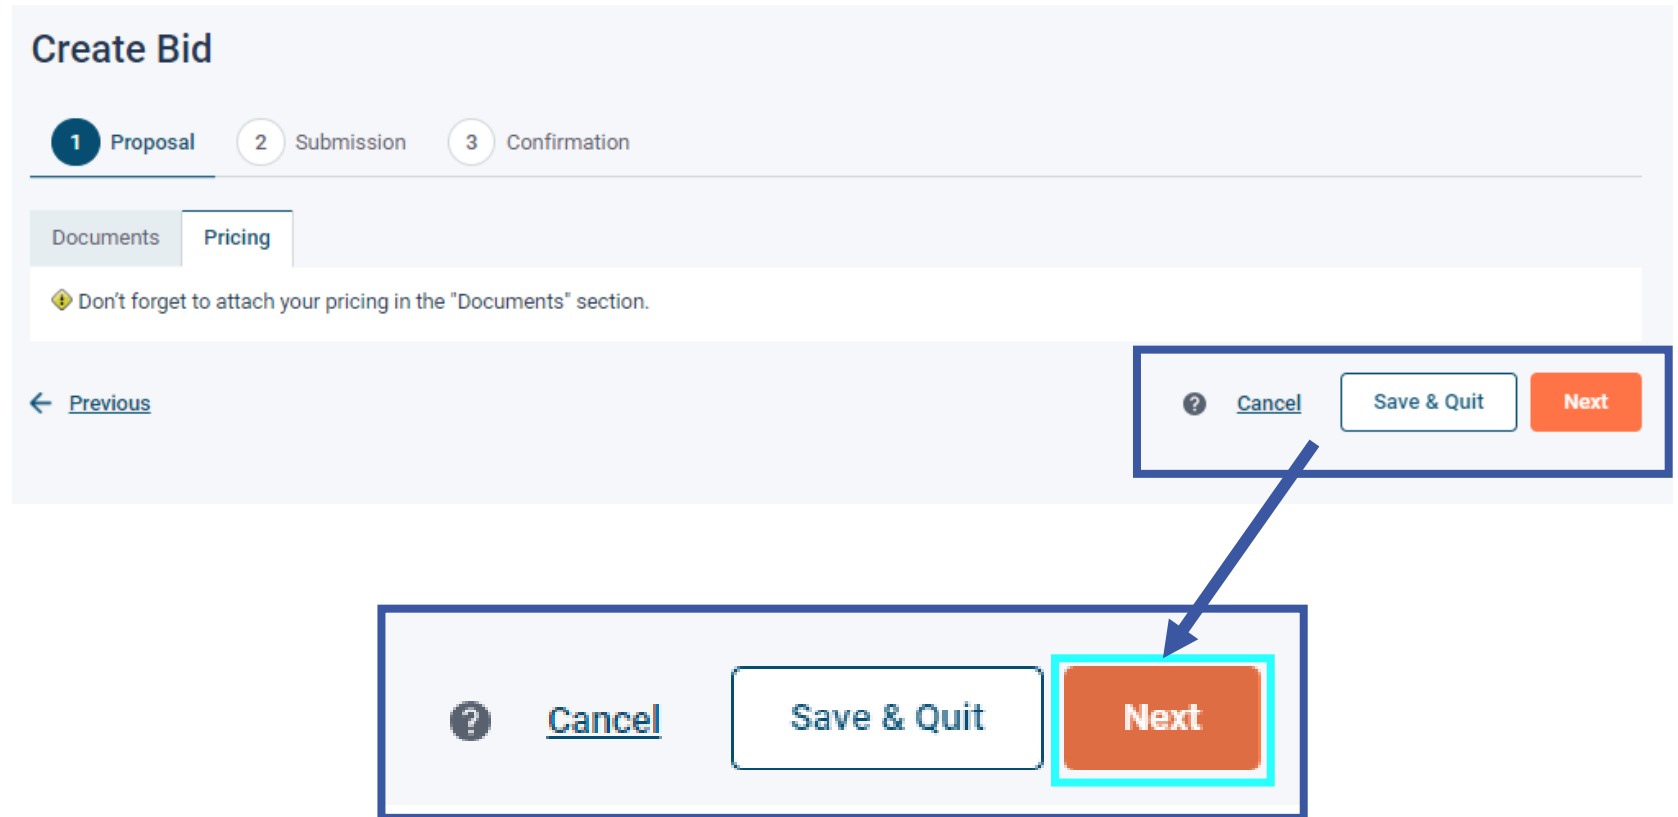 Create Bid
1 Proposal 2 Submission 3 Confirmation
Documents Pricing
Don't forget to attach your pricing in the "Documents" section.
Previous ? Cancel Save & Quit Next
? Cancel Save & Quit Next